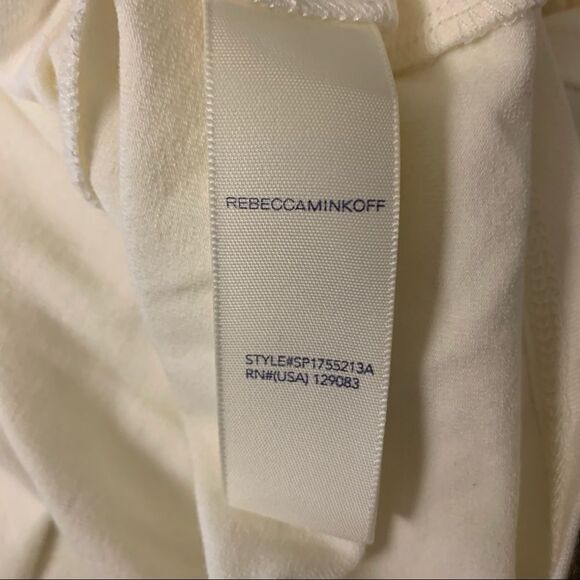 REBECCAMINKOFF
STYLE#SP1755213A
RN#(USA) 129083